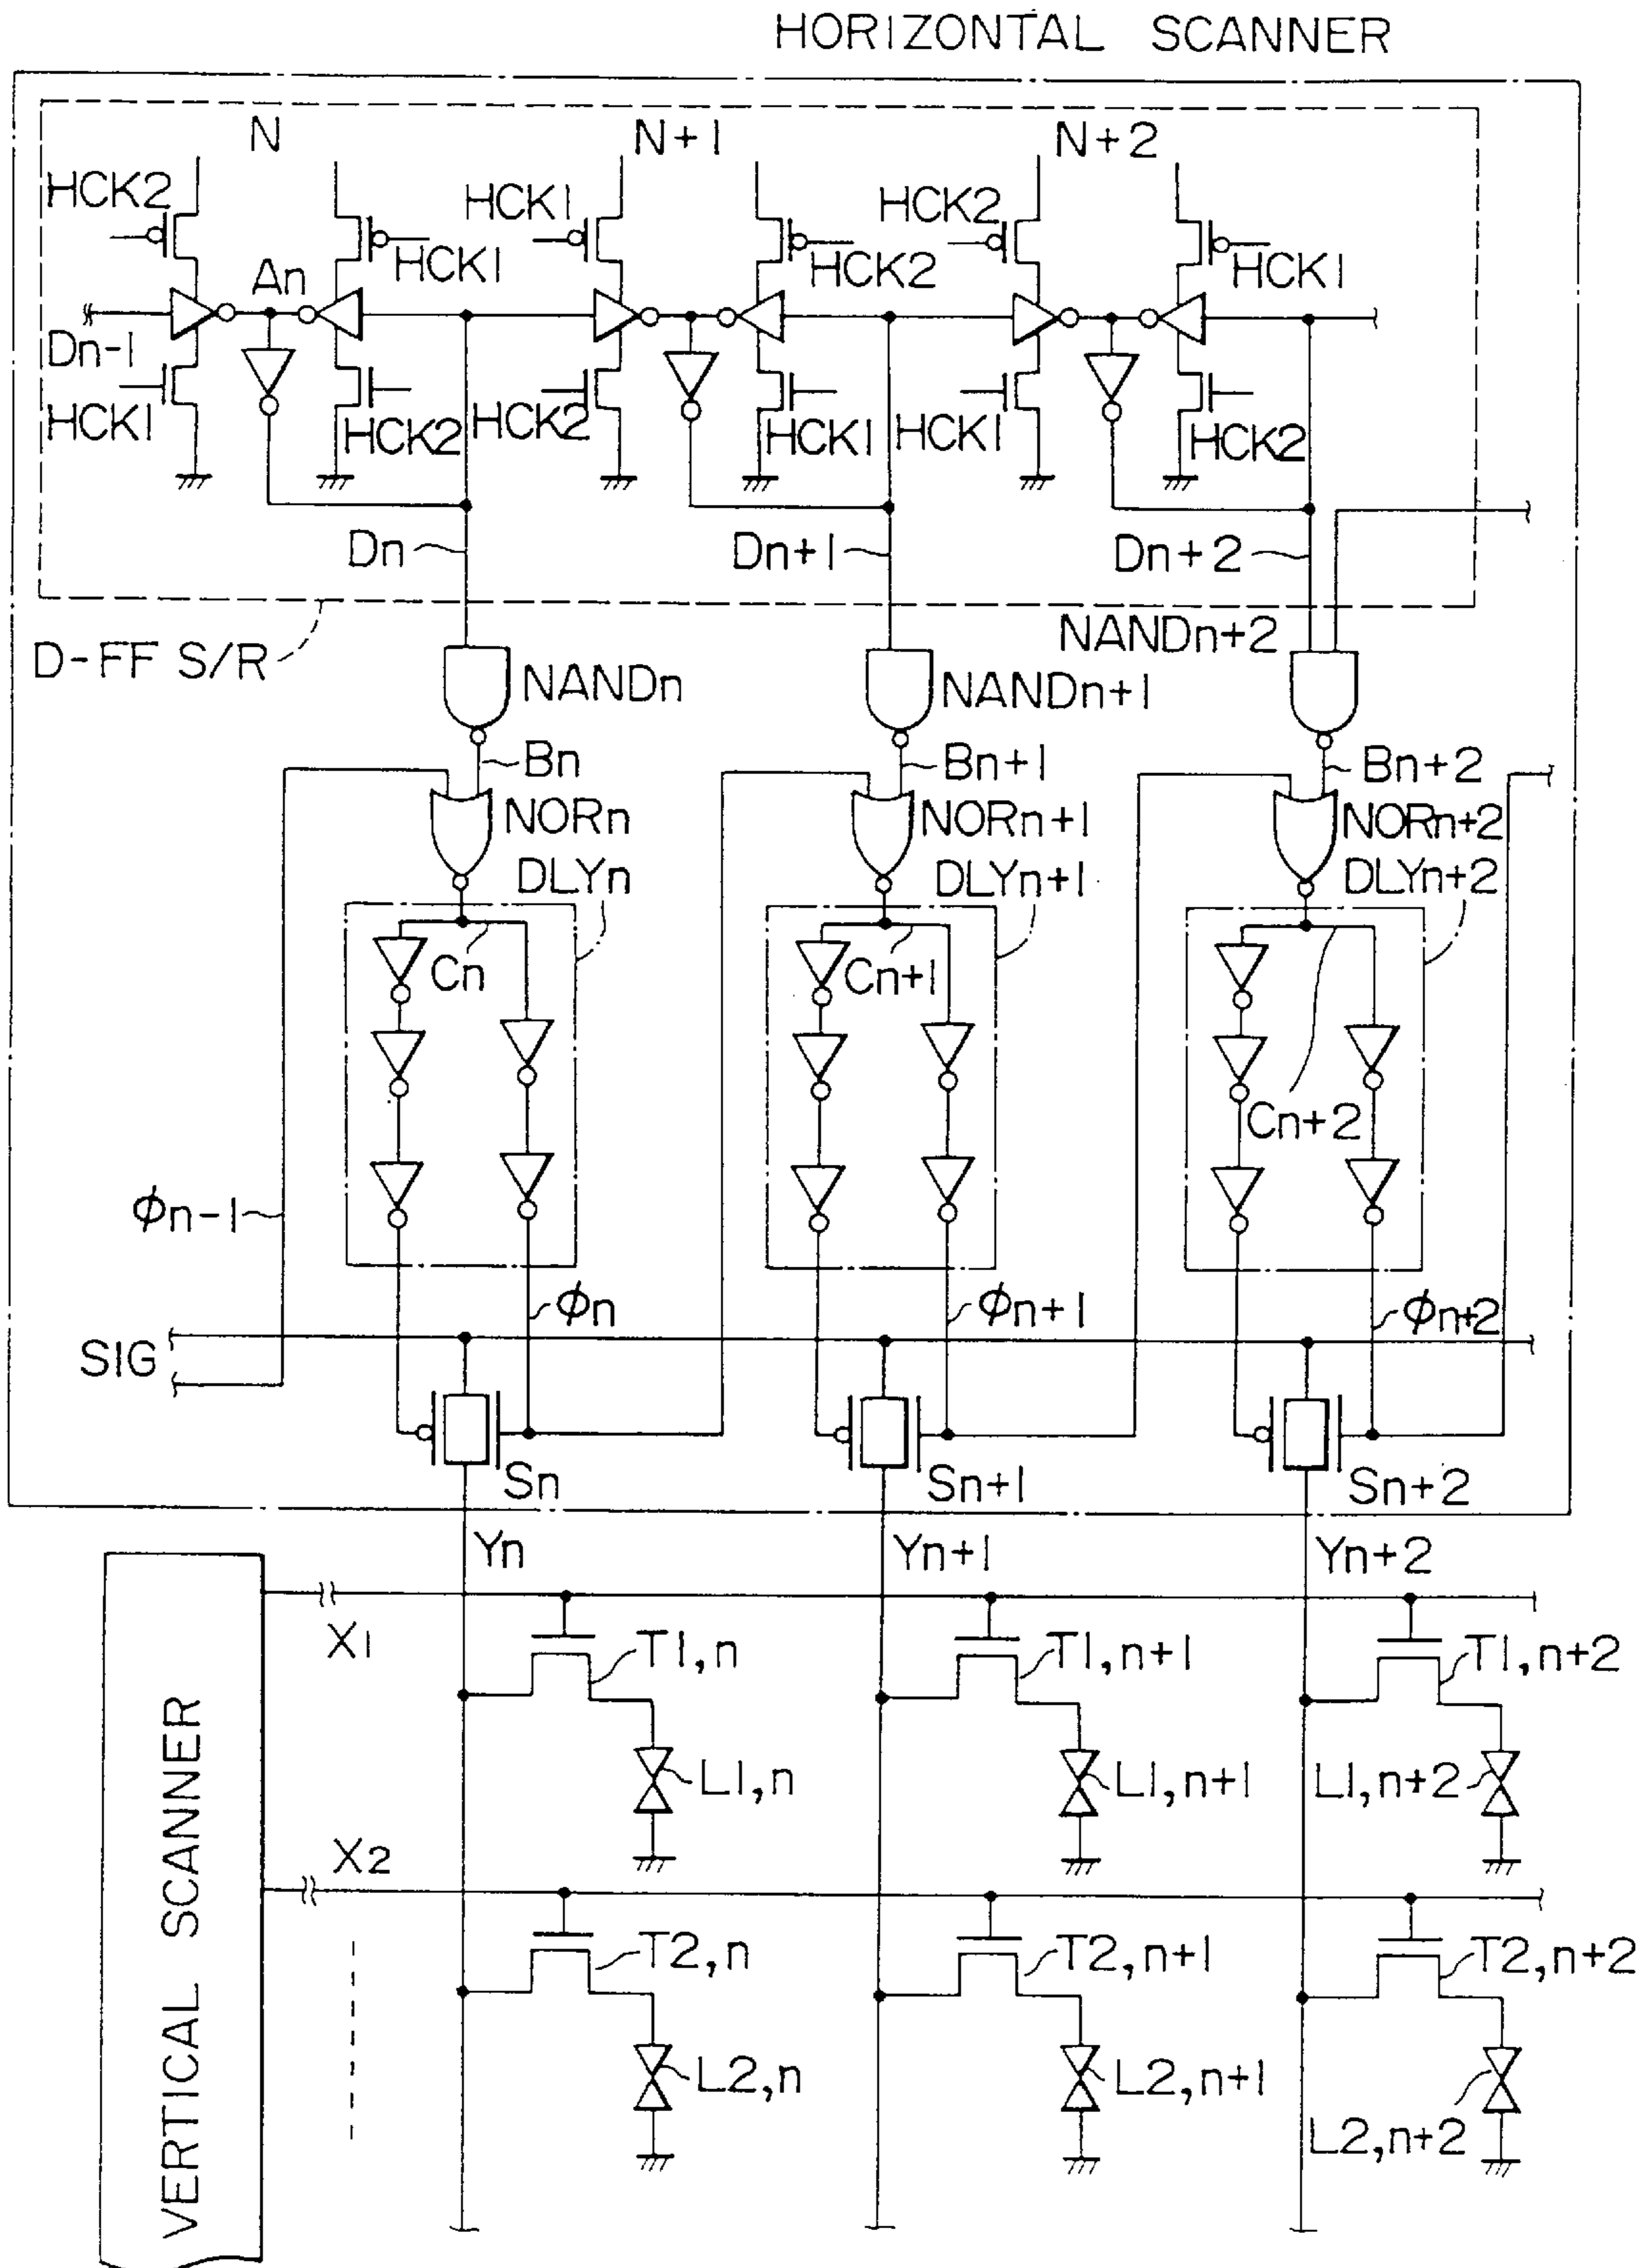 HORIZONTAL SCANNER
N N+1 N+2
HCK2 HCK1 HCK2
An HCK1 HCK2 HCK1
Dn-1
HCK1 HCK2 HCK2 HCK1 HCK1 HCK2
Dn Dn+1 Dn+2
D-FF S/R
NANDn NANDn+1 NANDn+2
Bn Bn+1 Bn+2
NORn NORn+1 NORn+2
DLYn DLYn+1 DLYn+2
Cn Cn+1 Cn+2
ϕn-1
ϕn ϕn+1 ϕn+2
SIG
Sn Sn+1 Sn+2
Yn Yn+1 Yn+2
X1
T1,n T1,n+1 T1,n+2
L1,n L1,n+1 L1,n+2
X2
T2,n T2,n+1 T2,n+2
L2,n L2,n+1 L2,n+2
VERTICAL SCANNER